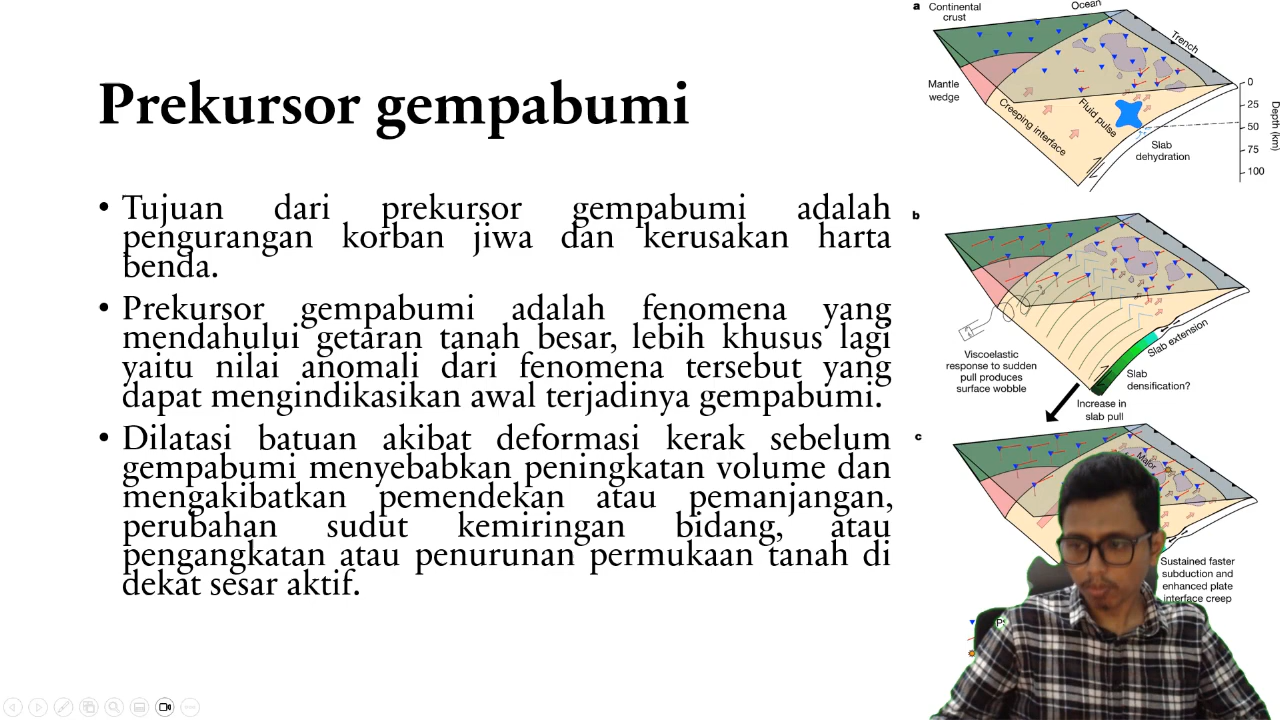 Prekursor gempabumi
• Tujuan dari prekursor gempabumi adalah
pengurangan korban jiwa dan kerusakan harta
benda.
• Prekursor gempabumi adalah fenomena yang
mendahului getaran tanah besar, lebih khusus lagi
yaitu nilai anomali dari fenomena tersebut yang
dapat mengindikasikan awal terjadinya gempabumi.
• Dilatasi batuan akibat deformasi kerak sebelum
gempabumi menyebabkan peningkatan volume dan
mengakibatkan pemendekan atau pemanjangan,
perubahan sudut kemiringan bidang, atau
pengangkatan atau penurunan permukaan tanah di
dekat sesar aktif.
a
Continental
crust
Ocean
Trench
Mantle
wedge
Creeping interface
Fluid pulse
Slab
dehydration
0
25
50
75
100
Depth (km)
b
Viscoelastic
response to sudden
pull produces
surface wobble
Slab extension
Slab
densification?
Increase in
slab pull
c
Major
Sustained faster
subduction and
enhanced plate
interface creep